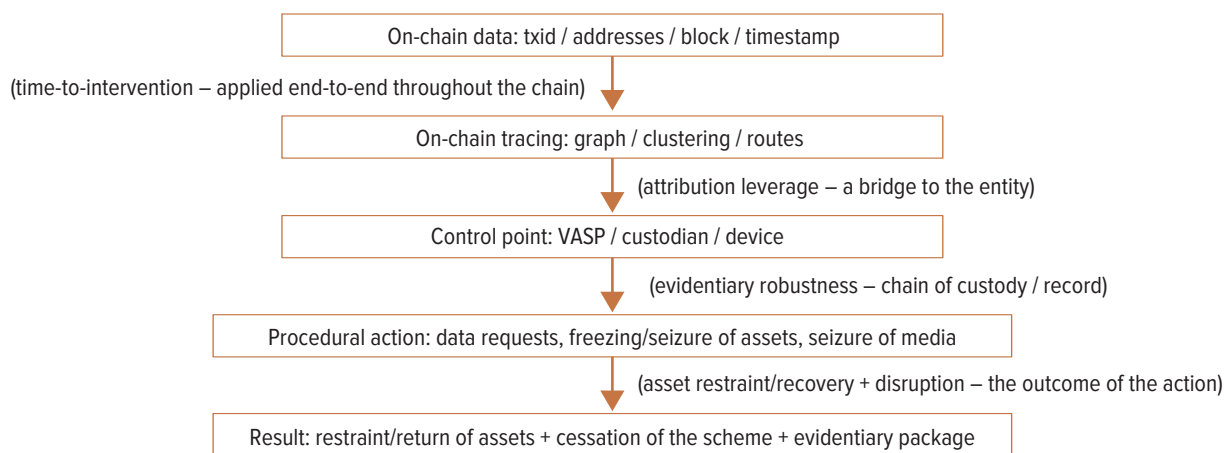 On-chain data: txid / addresses / block / timestamp
(time-to-intervention – applied end-to-end throughout the chain)
On-chain tracing: graph / clustering / routes
(attribution leverage – a bridge to the entity)
Control point: VASP / custodian / device
(evidentiary robustness – chain of custody / record)
Procedural action: data requests, freezing/seizure of assets, seizure of media
(asset restraint/recovery + disruption – the outcome of the action)
Result: restraint/return of assets + cessation of the scheme + evidentiary package